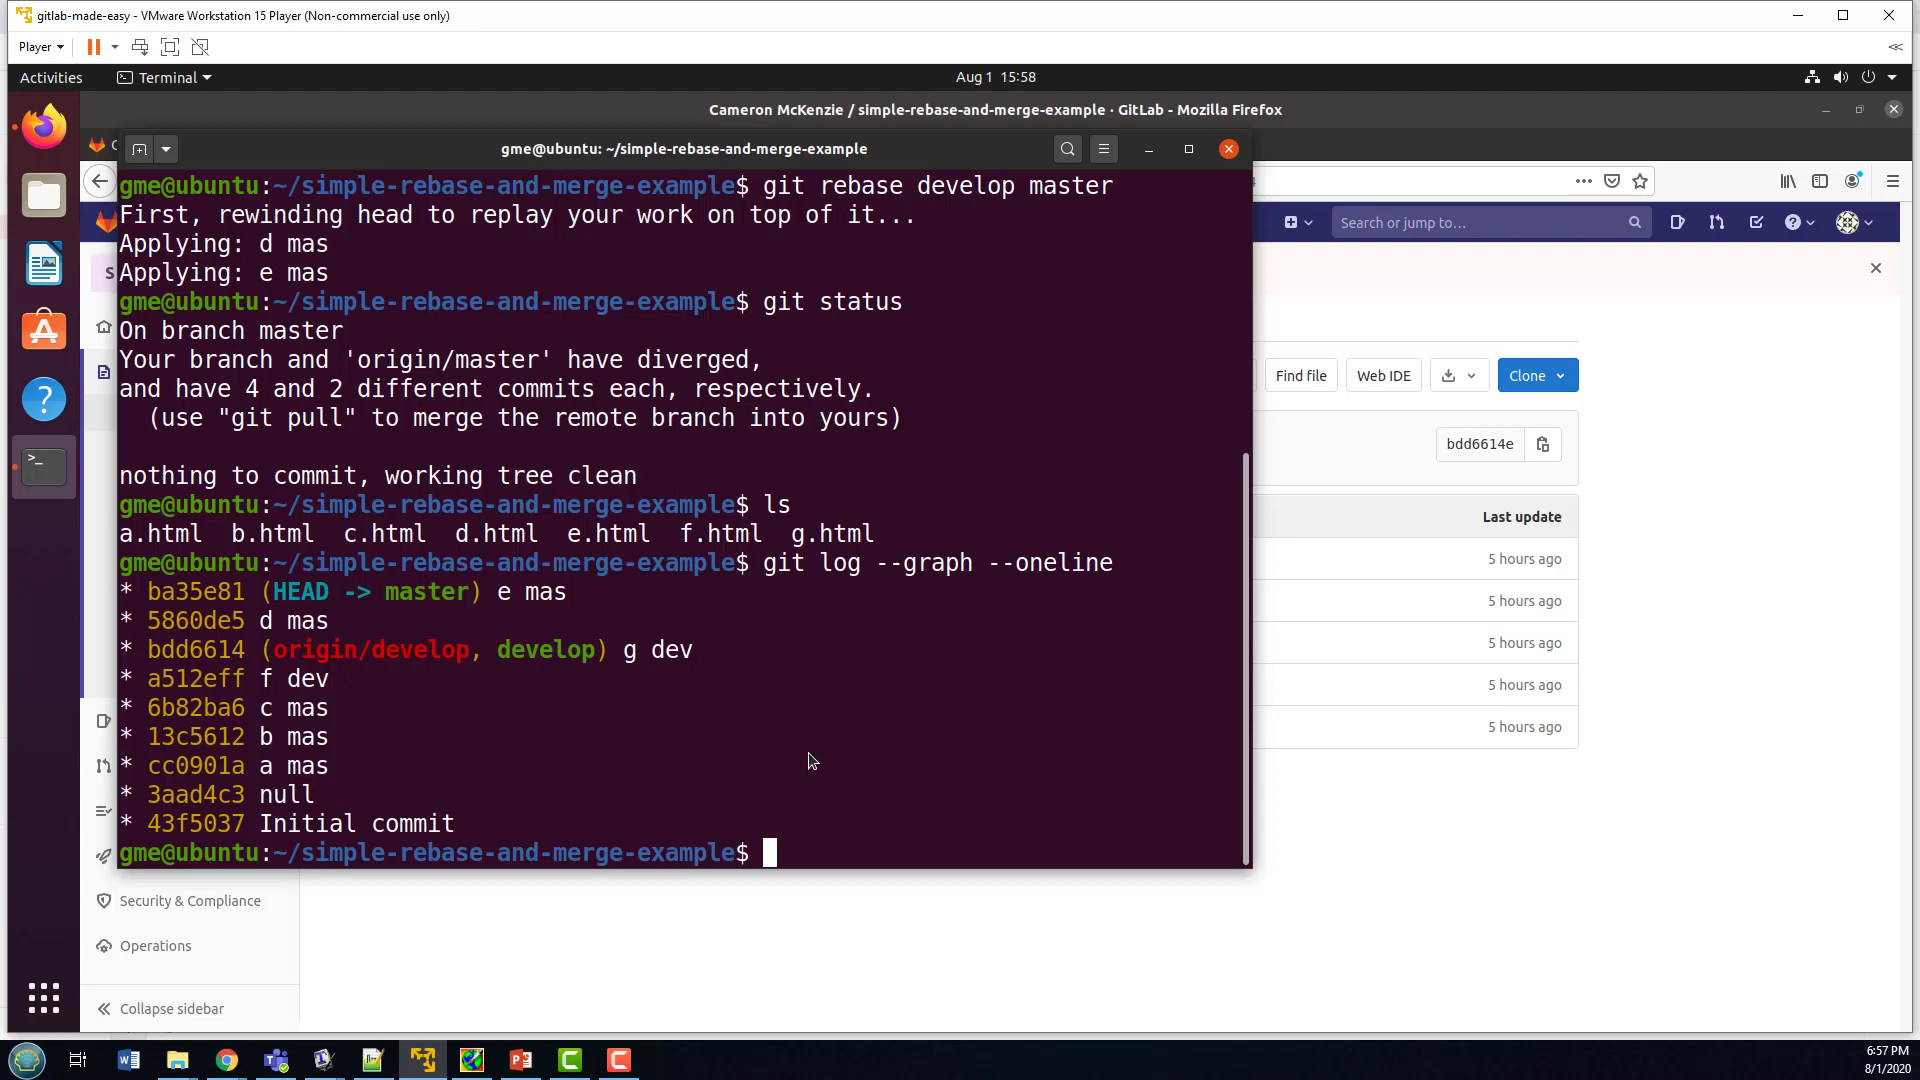 gitlab-made-easy - VMware Workstation 15 Player (Non-commercial use only)
Player
Activities
Terminal
Aug 1 15:58
Cameron McKenzie / simple-rebase-and-merge-example · GitLab - Mozilla Firefox
gme@ubuntu: ~/simple-rebase-and-merge-example
gme@ubuntu:~/simple-rebase-and-merge-example$ git rebase develop master
First, rewinding head to replay your work on top of it...
Applying: d mas
Applying: e mas
gme@ubuntu:~/simple-rebase-and-merge-example$ git status
On branch master
Your branch and 'origin/master' have diverged,
and have 4 and 2 different commits each, respectively.
(use "git pull" to merge the remote branch into yours)
nothing to commit, working tree clean
gme@ubuntu:~/simple-rebase-and-merge-example$ ls
a.html b.html c.html d.html e.html f.html g.html
gme@ubuntu:~/simple-rebase-and-merge-example$ git log --graph --oneline
* ba35e81 (HEAD -> master) e mas
* 5860de5 d mas
* bdd6614 (origin/develop, develop) g dev
* a512eff f dev
* 6b82ba6 c mas
* 13c5612 b mas
* cc0901a a mas
* 3aad4c3 null
* 43f5037 Initial commit
gme@ubuntu:~/simple-rebase-and-merge-example$
Search or jump to…
Find file
Web IDE
Clone
bdd6614e
Last update
5 hours ago
5 hours ago
5 hours ago
5 hours ago
5 hours ago
S
Security & Compliance
Operations
Collapse sidebar
6:57 PM
8/1/2020